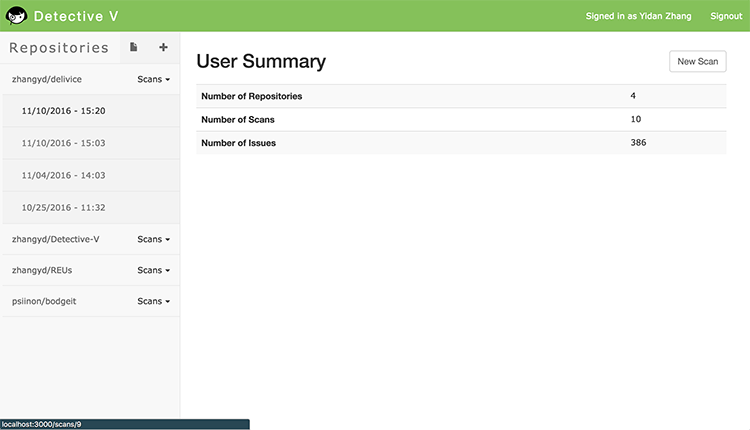 Detective V
Signed in as Yidan Zhang
Signout
Repositories
zhangyd/delivice
Scans
11/10/2016 - 15:20
11/10/2016 - 15:03
11/04/2016 - 14:03
10/25/2016 - 11:32
zhangyd/Detective-V
Scans
zhangyd/REUs
Scans
psiinon/bodgeit
Scans
User Summary
New Scan
Number of Repositories 4
Number of Scans 10
Number of Issues 386
localhost:3000/scans/9